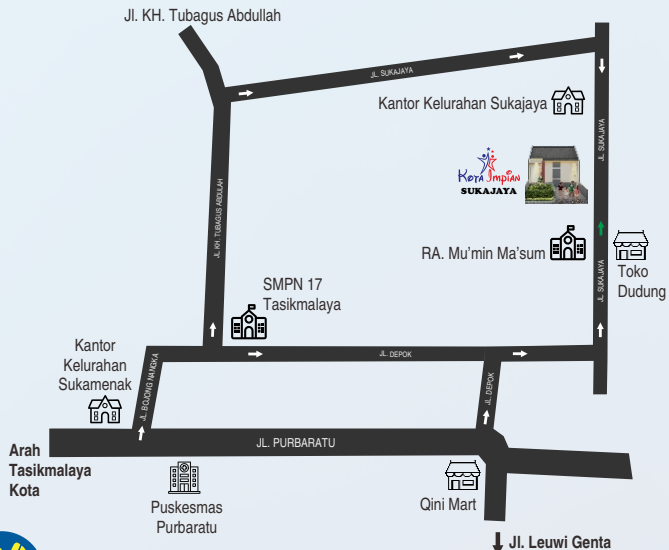 Jl. KH. Tubagus Abdullah
JL. SUKAJAYA
Kantor Kelurahan Sukajaya
JL. SUKAJAYA
Kota Impian
SUKAJAYA
JL. KH. TUBAGUS ABDULAH
RA. Mu'min Ma'sum
Toko
Dudung
JL. SUKAJAYA
SMPN 17
Tasikmalaya
Kantor
Kelurahan
Sukamenak
JL. BOJONG NANGKA
JL. DEPOK
JL. DEPOK
JL. PURBARATU
Arah
Tasikmalaya
Kota
Puskesmas
Purbaratu
Qini Mart
Jl. Leuwi Genta